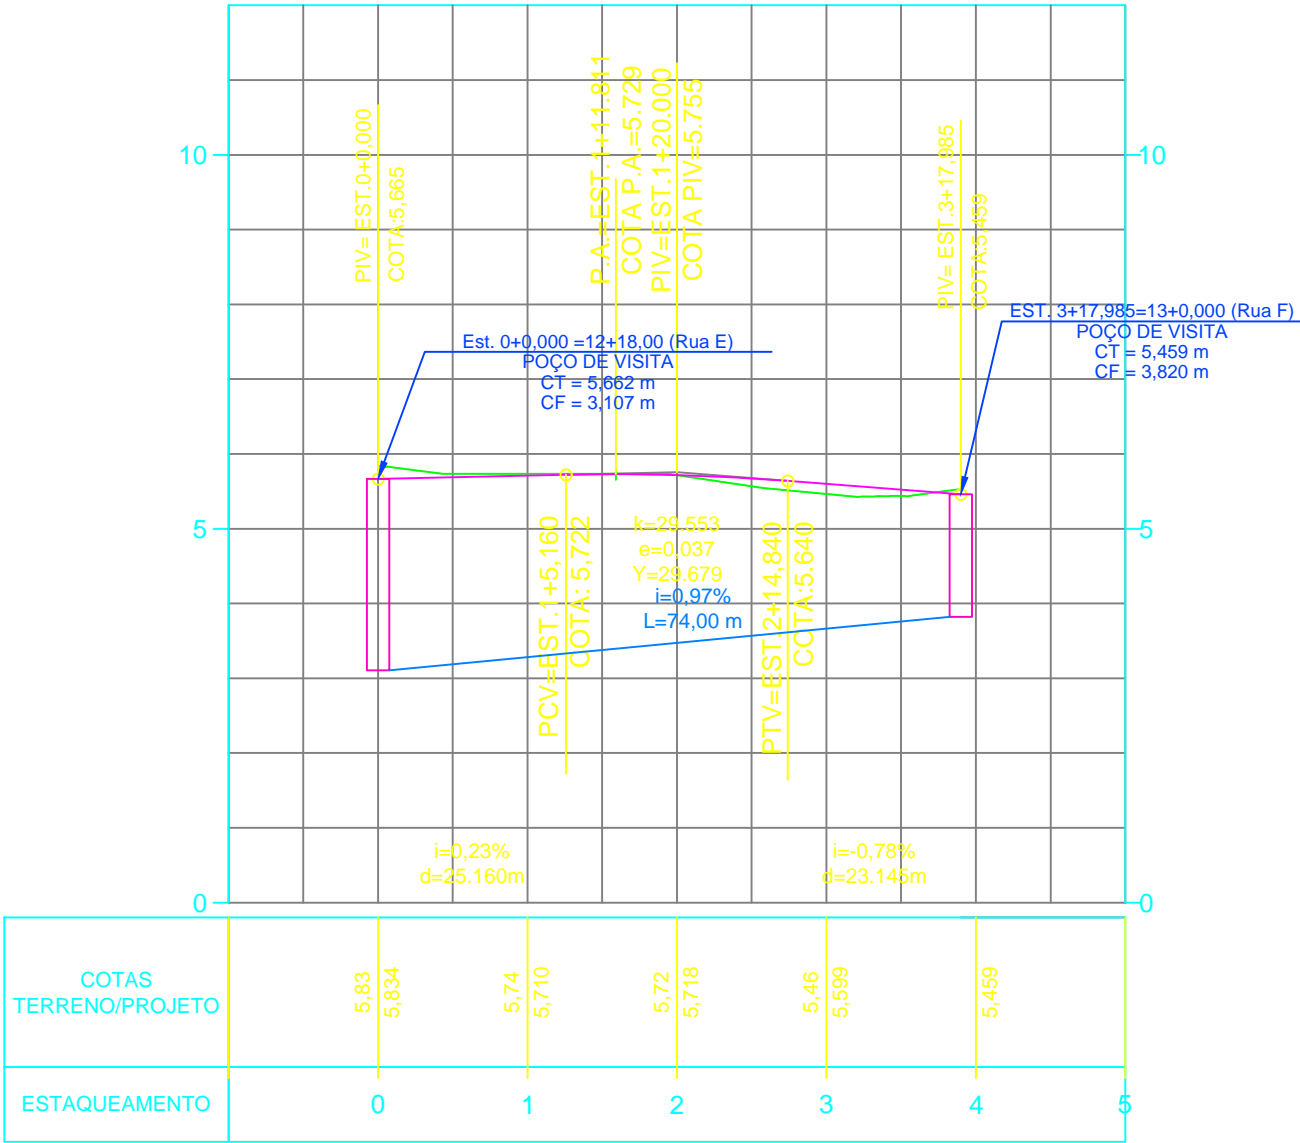 PIV= EST.0+0,000
COTA:5,665
P.A.=EST.1+11.811
COTA P.A.=5.729
PIV=EST.1+20.000
COTA PIV=5.755
PIV= EST.3+17,985
COTA:5,459
10
10
EST. 3+17,985=13+0,000 (Rua F)
POÇO DE VISITA
CT = 5,459 m
CF = 3,820 m
Est. 0+0,000 =12+18,00 (Rua E)
POÇO DE VISITA
CT = 5,662 m
CF = 3,107 m
5
5
PCV=EST.1+5,160
COTA: 5,722
k=29.553
e=0,037
Y=29.679
i=0,97%
L=74,00 m
PTV=EST.2+14,840
COTA:5.640
i=0,23%
d=25.160m
i=-0,78%
d=23.145m
0
0
COTAS
TERRENO/PROJETO
5,83
5,834
5,74
5,710
5,72
5,718
5,46
5,599
5,459
ESTAQUEAMENTO
0
1
2
3
4
5